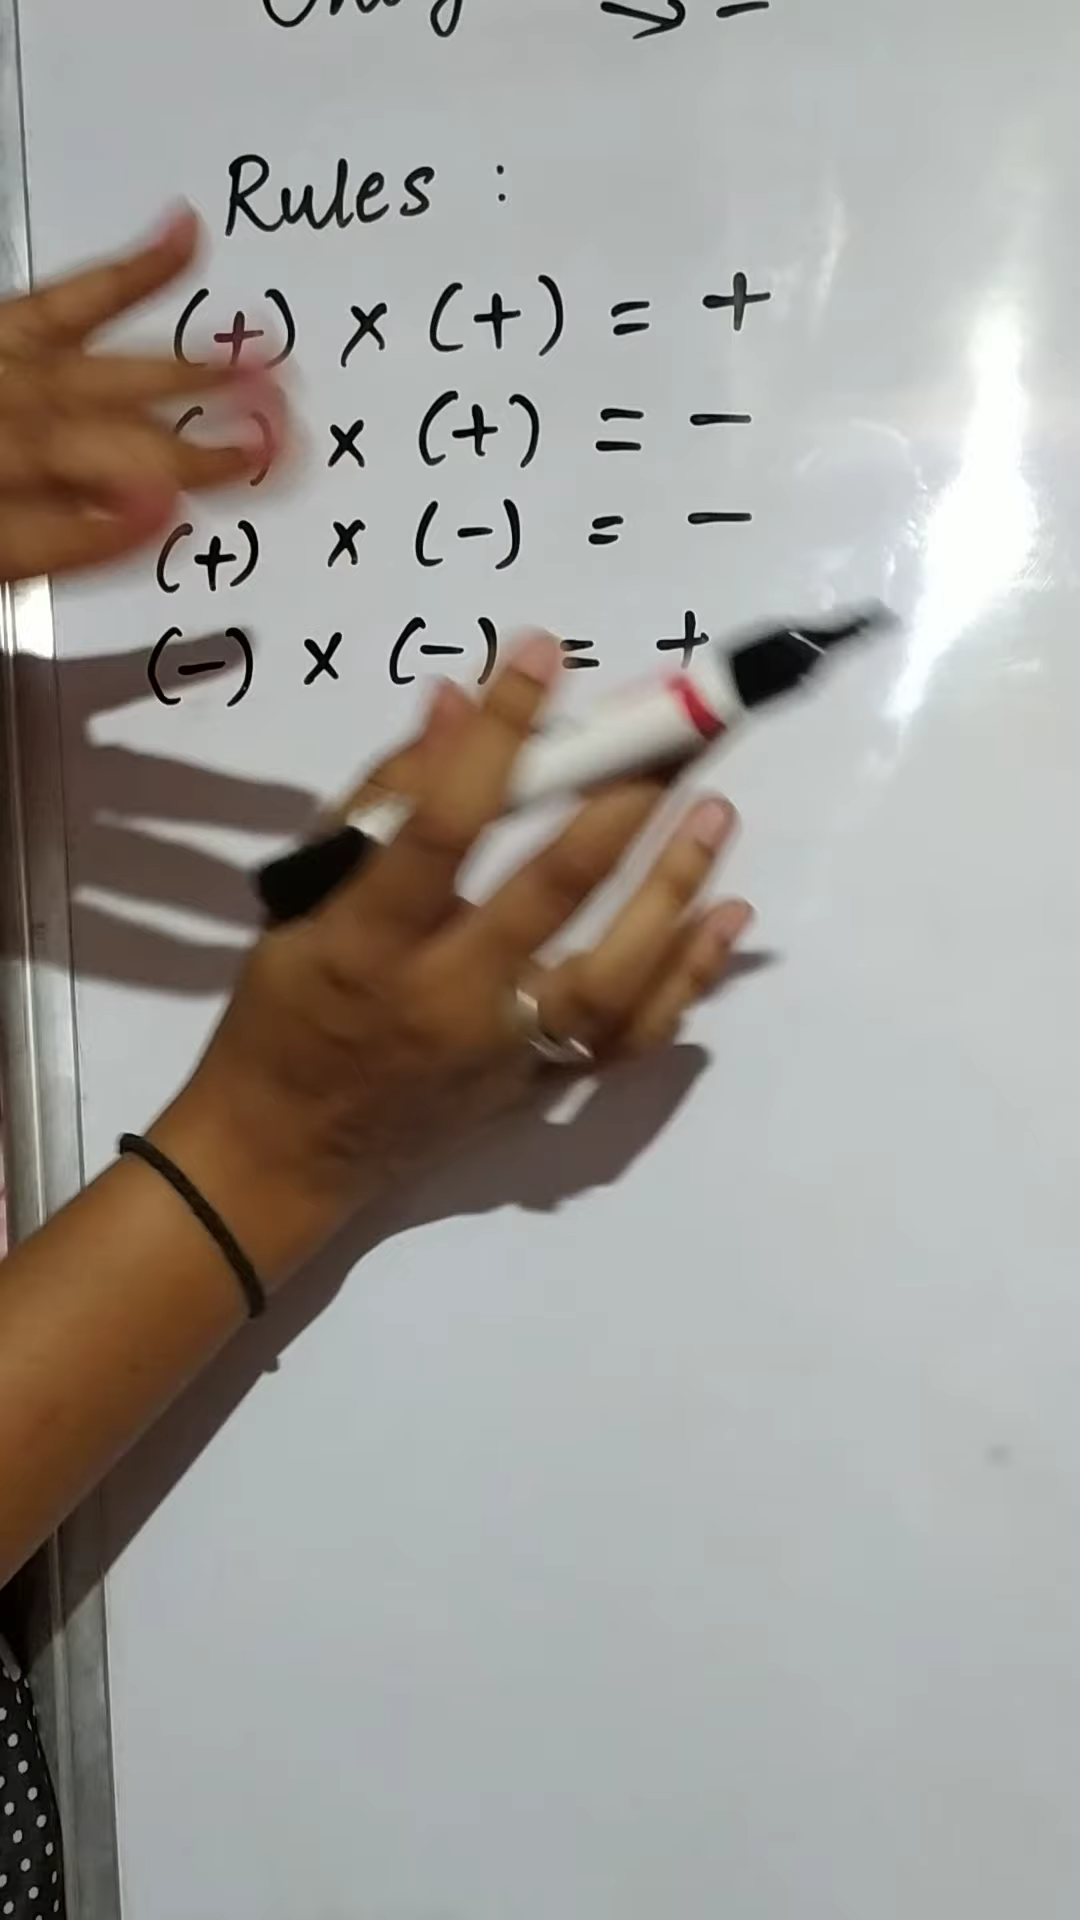 → -
Rules :
(+) × (+) = +
( ) × (+) = -
(+) × (-) = -
(-) × (-) = +